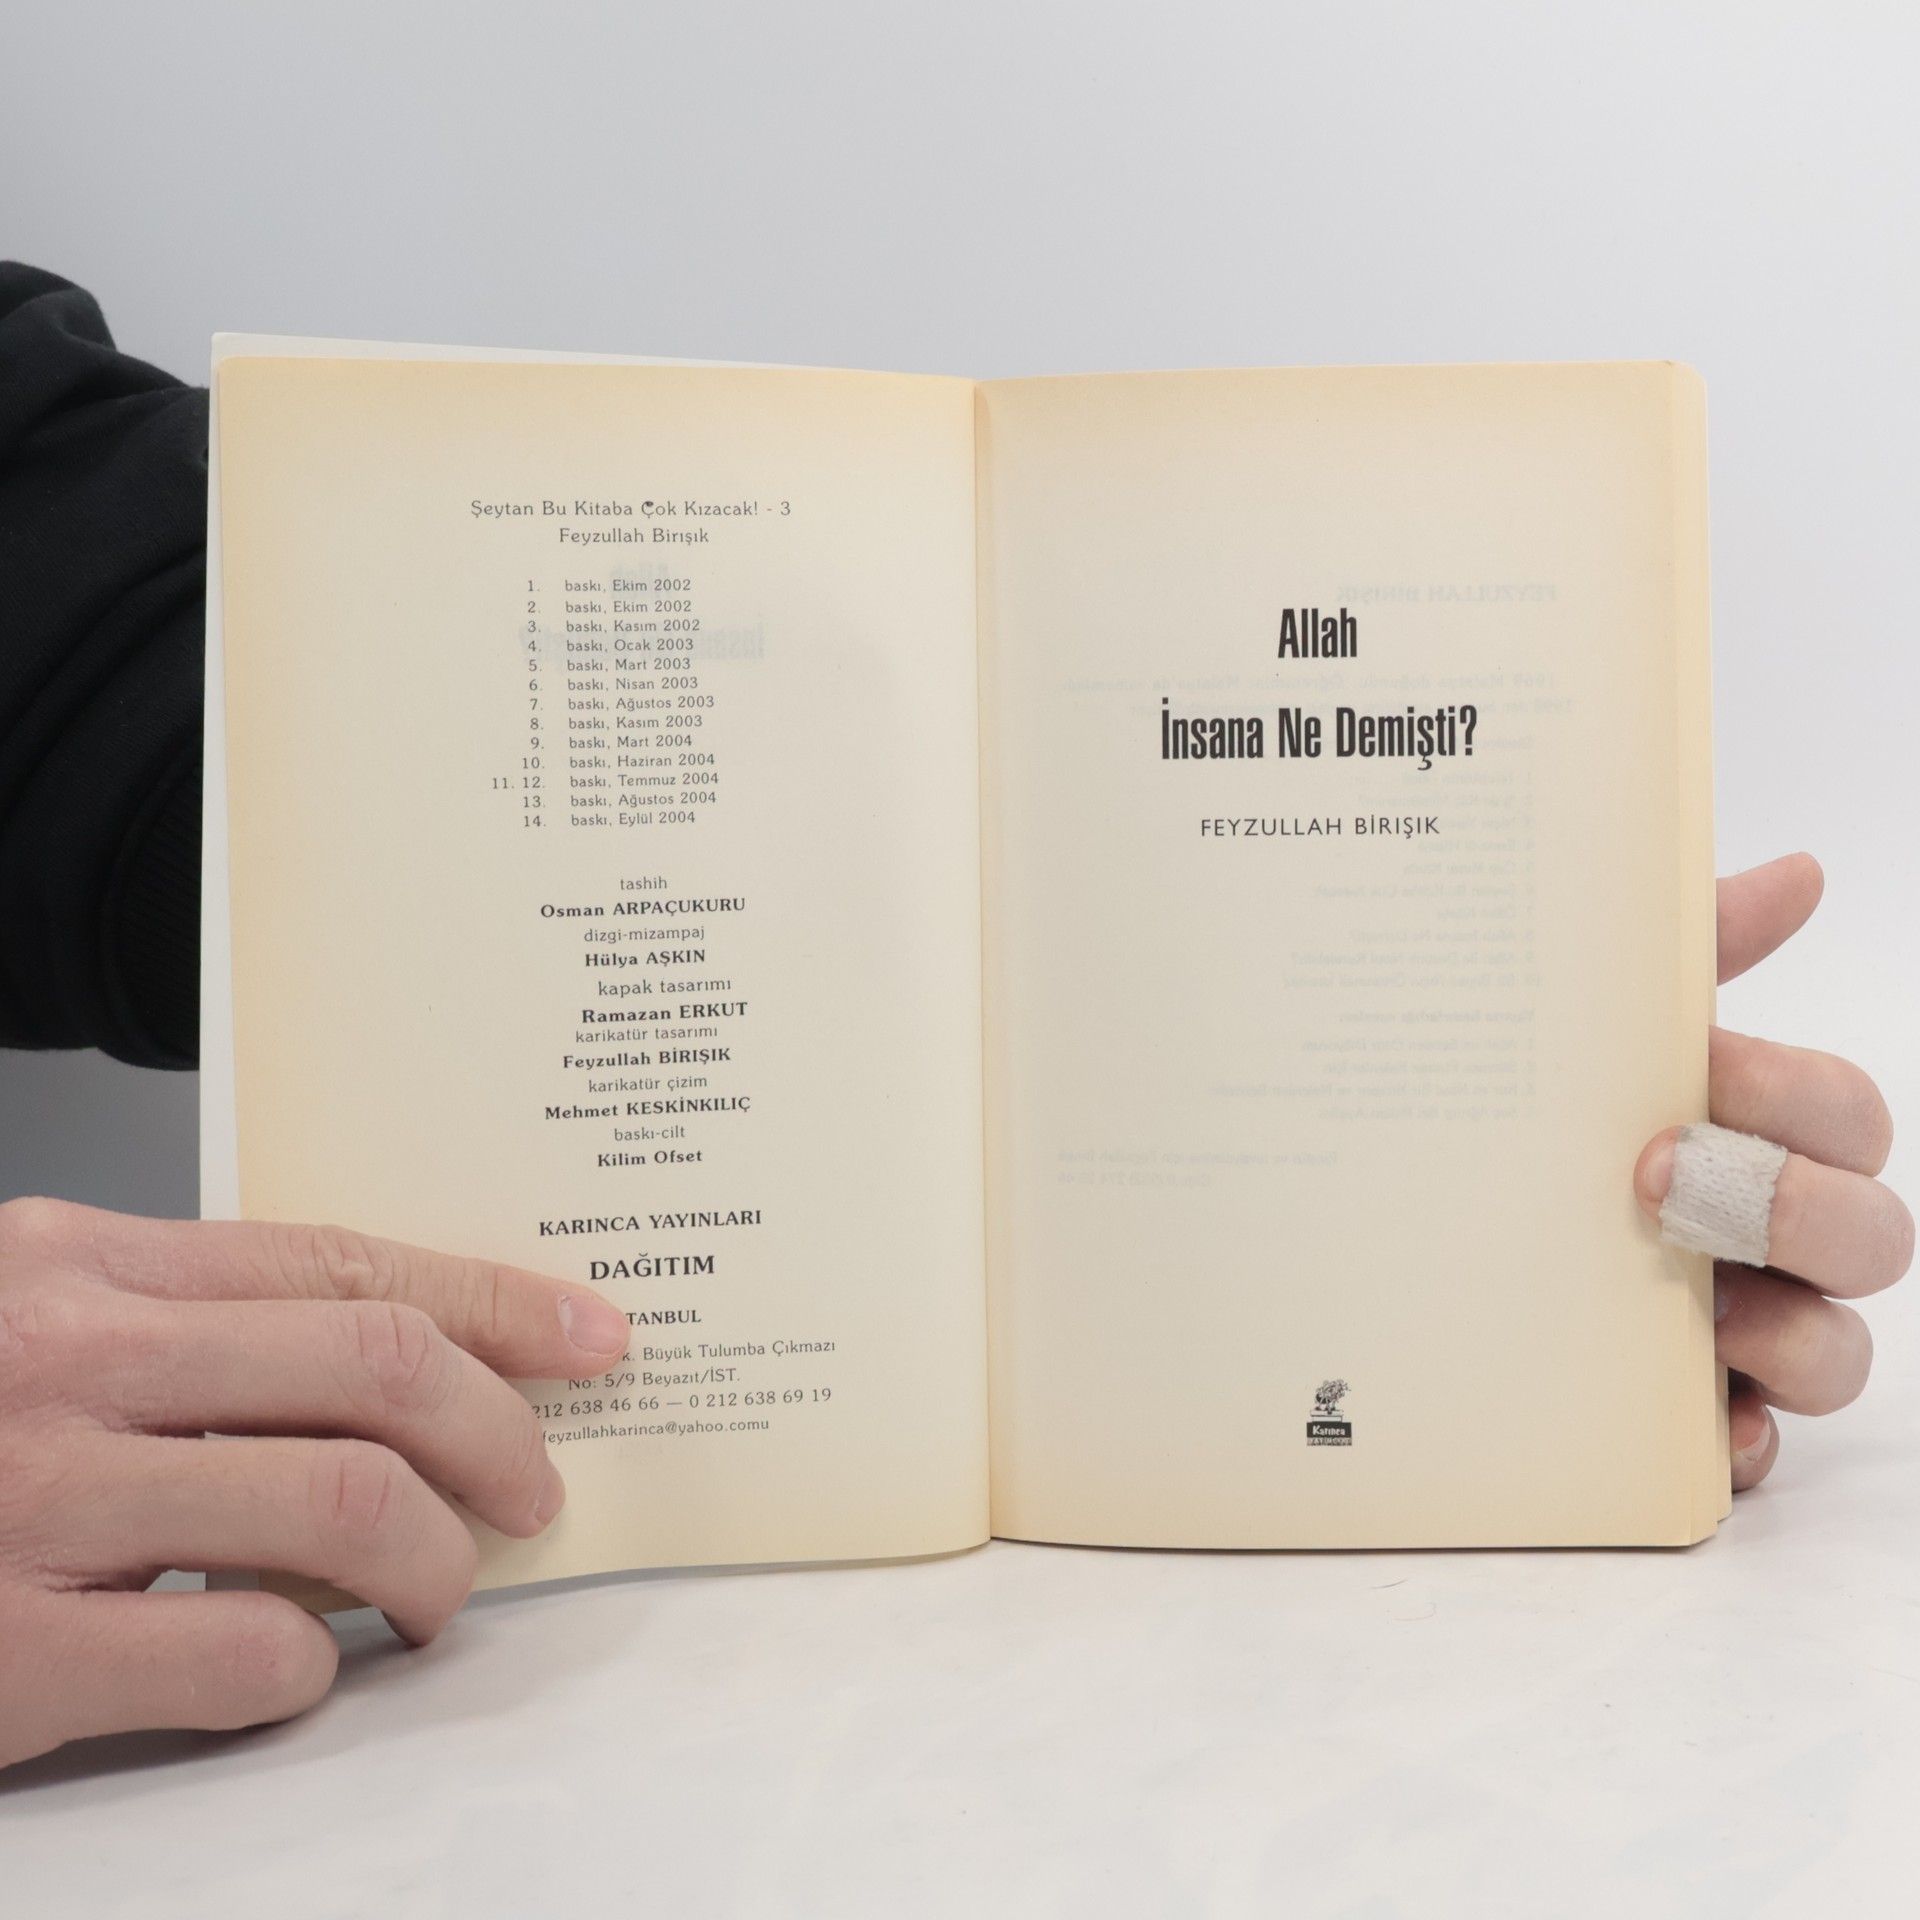 Şeytan Bu Kitaba Çok Kızacak! - 3
Feyzullah Birışık
1. baskı, Ekim 2002
2. baskı, Ekim 2002
3. baskı, Kasım 2002
4. baskı, Ocak 2003
5. baskı, Mart 2003
6. baskı, Nisan 2003
7. baskı, Ağustos 2003
8. baskı, Kasım 2003
9. baskı, Mart 2004
10. baskı, Haziran 2004
11. 12. baskı, Temmuz 2004
13. baskı, Ağustos 2004
14. baskı, Eylül 2004
tashih
Osman ARPAÇUKURU
dizgi-mizampaj
Hülya AŞKIN
kapak tasarımı
Ramazan ERKUT
karikatür tasarımı
Feyzullah BİRIŞIK
karikatür çizim
Mehmet KESKİNKILIÇ
baskı-cilt
Kilim Ofset
KARINCA YAYINLARI
DAĞITIM
TANBUL
k. Büyük Tulumba Çıkmazı
No: 5/9 Beyazıt/İST.
212 638 46 66 — 0 212 638 69 19
feyzullahkarinca@yahoo.comu
Allah
İnsana Ne Demişti?
FEYZULLAH BİRIŞIK
Karınca